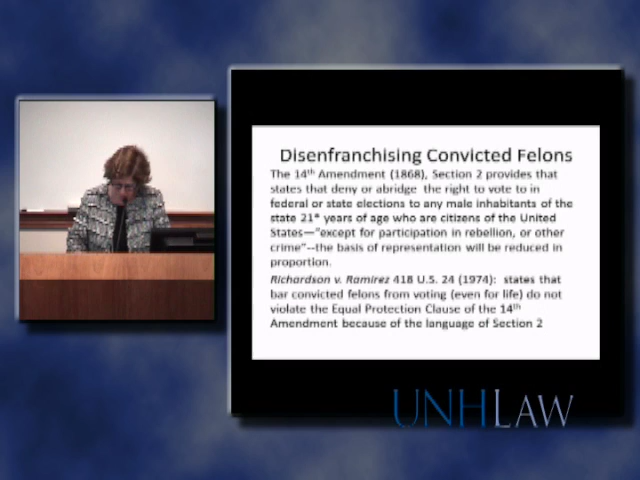 Disenfranchising Convicted Felons
The 14th Amendment (1868), Section 2 provides that
states that deny or abridge the right to vote to in
federal or state elections to any male inhabitants of the
state 21* years of age who are citizens of the United
States—"except for participation in rebellion, or other
crime"--the basis of representation will be reduced in
proportion.
Richardson v. Ramirez 418 U.S. 24 (1974): states that
bar convicted felons from voting (even for life) do not
violate the Equal Protection Clause of the 14th
Amendment because of the language of Section 2
UNHLAW